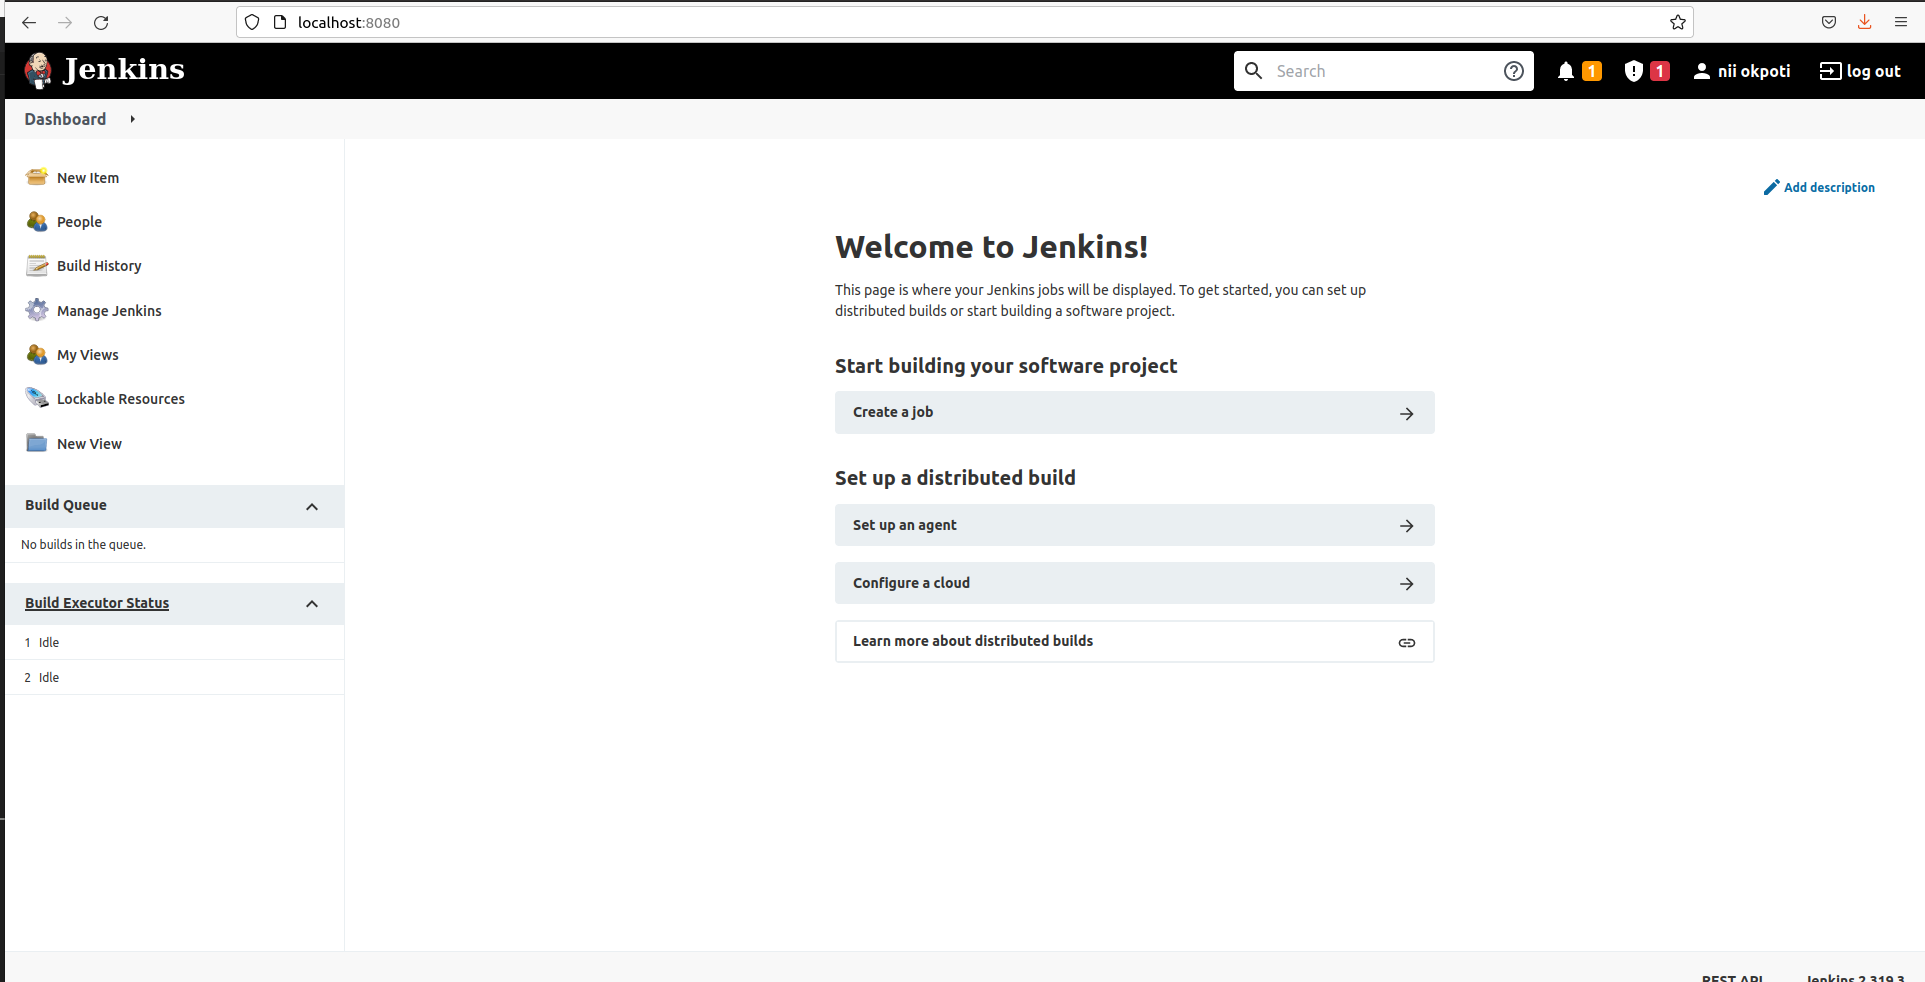 localhost:8080
Jenkins
Search
1
1
nii okpoti
log out
Dashboard
New Item
People
Build History
Manage Jenkins
My Views
Lockable Resources
New View
Build Queue
No builds in the queue.
Build Executor Status
1 Idle
2 Idle
Add description
Welcome to Jenkins!
This page is where your Jenkins jobs will be displayed. To get started, you can set up
distributed builds or start building a software project.
Start building your software project
Create a job
Set up a distributed build
Set up an agent
Configure a cloud
Learn more about distributed builds
REST API
Jenkins 2.319.3